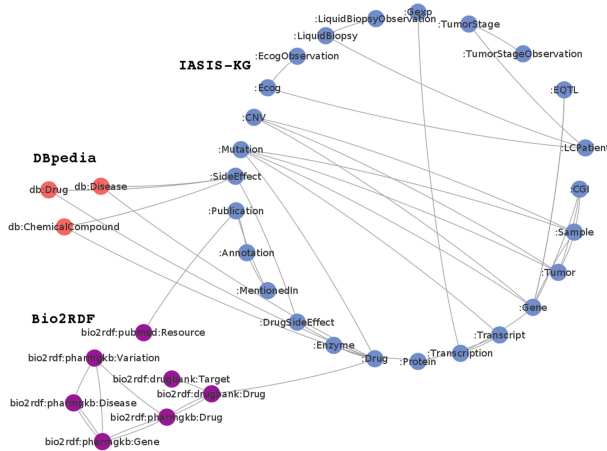 :Gexp
:LiquidBiopsyObservation
:TumorStage
:LiquidBiopsy
:TumorStageObservation
:EcogObservation
IASIS-KG
:Ecog
:EQTL
:CNV
:LCPatient
:Mutation
DBpedia
:SideEffect
db:Disease
db:Drug
:CGI
:Publication
db:ChemicalCompound
:Sample
:Annotation
:Tumor
:MentionedIn
:Gene
Bio2RDF
:DrugSideEffect
bio2rdf:pubmed:Resource
:Transcript
:Enzyme
:Transcription
bio2rdf:pharmgkb:Variation
:Drug
:Protein
bio2rdf:drugbank:Target
bio2rdf:drugbank:Drug
bio2rdf:pharmgkb:Disease
bio2rdf:pharmgkb:Drug
bio2rdf:pharmgkb:Gene